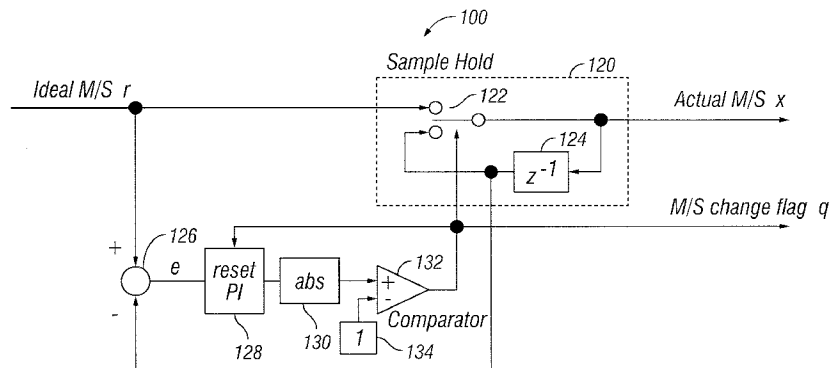 100
Sample Hold
120
Ideal M/S r
122
Actual M/S x
124
z-1
M/S change flag q
+
126
e
reset
PI
abs
132
+
-
Comparator
-
128
130
1
134